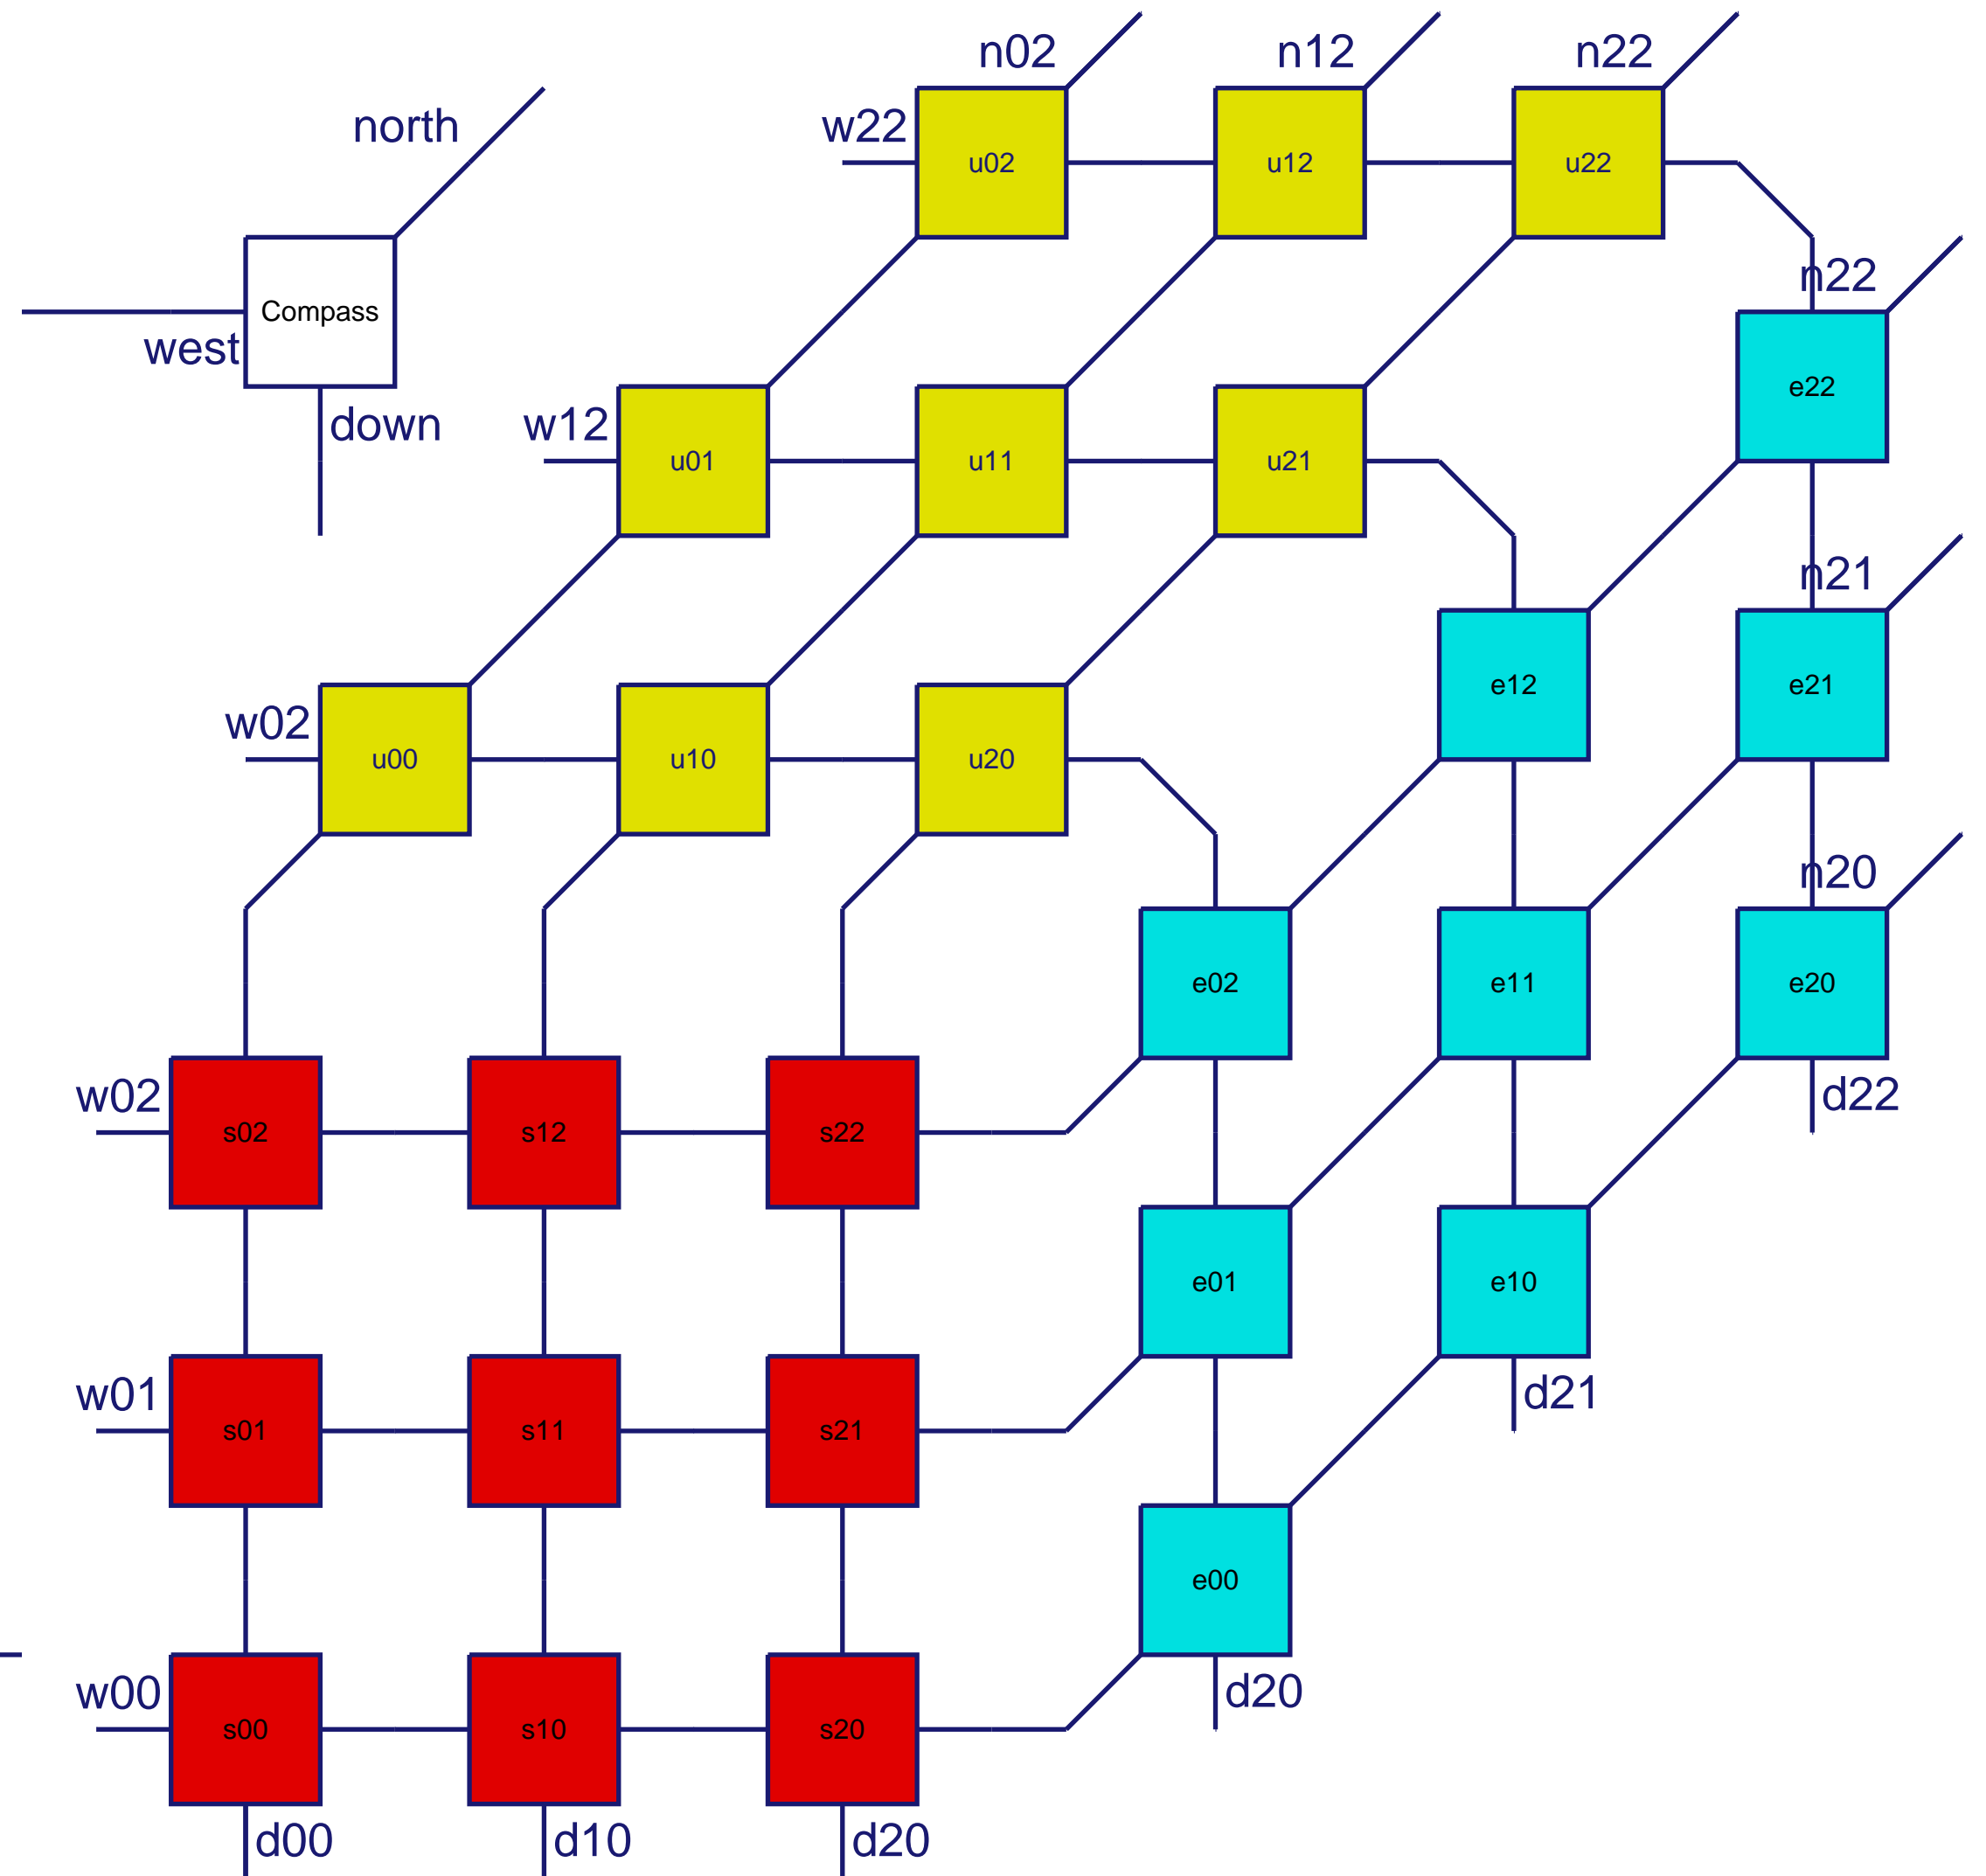 n02 n12 n22
north w22 u02 u12 u22
n22
Compass
west
e22
down w12 u01 u11 u21
n21
e12 e21
w02 u00 u10 u20
n20
e02 e11 e20
w02 s02 s12 s22 d22
e01 e10
w01 s01 s11 s21 d21
e00
w00 s00 s10 s20 d20
d00 d10 d20